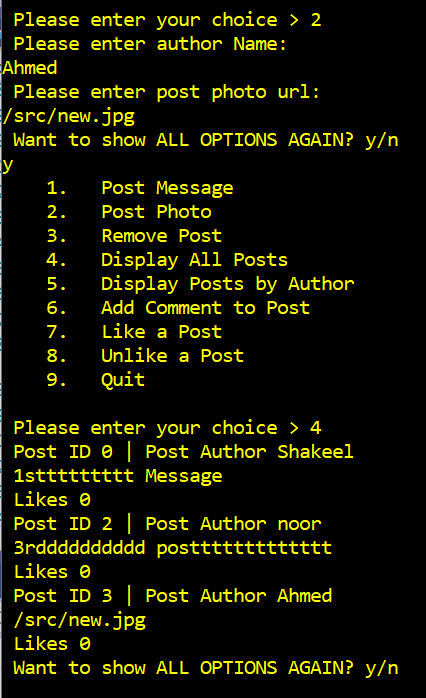 Please enter your choice > 2
Please enter author Name:
Ahmed
Please enter post photo url:
/src/new.jpg
Want to show ALL OPTIONS AGAIN? y/n
y
1. Post Message
2. Post Photo
3. Remove Post
4. Display All Posts
5. Display Posts by Author
6. Add Comment to Post
7. Like a Post
8. Unlike a Post
9. Quit
Please enter your choice > 4
Post ID 0 | Post Author Shakeel
1sttttttttt Message
Likes 0
Post ID 2 | Post Author noor
3rdddddddddd posttttttttttttt
Likes 0
Post ID 3 | Post Author Ahmed
/src/new.jpg
Likes 0
Want to show ALL OPTIONS AGAIN? y/n